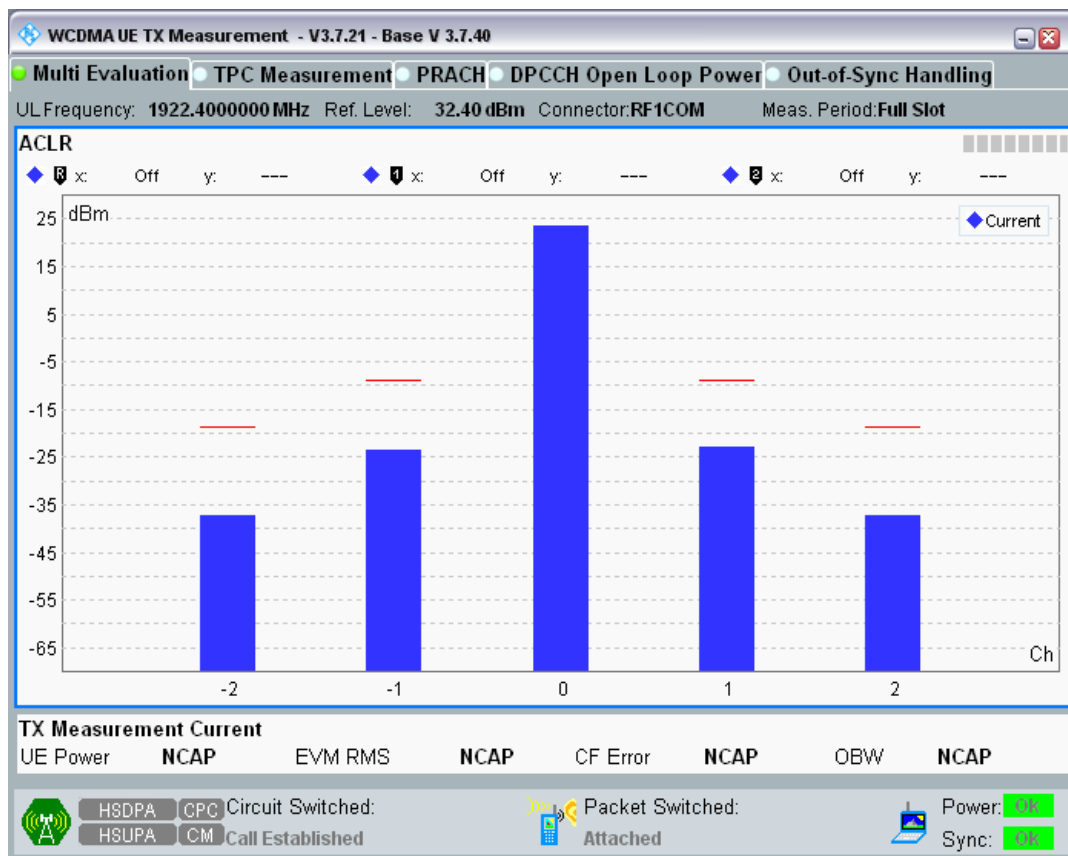 WCDMA UE TX Measurement - V3.7.21 - Base V 3.7.40
Multi Evaluation TPC Measurement PRACH DPCCH Open Loop Power Out-of-Sync Handling
UL Frequency: 1922.4000000 MHz Ref. Level: 32.40 dBm Connector:RF1COM Meas. Period:Full Slot
ACLR
R x: Off y: --- 1 x: Off y: --- 2 x: Off y: ---
dBm
Current
25
15
5
-5
-15
-25
-35
-45
-55
-65
Ch
-2 -1 0 1 2
TX Measurement Current
UE Power NCAP EVM RMS NCAP CF Error NCAP OBW NCAP
HSDPA CPC Circuit Switched: Packet Switched: Power: OK
HSUPA CM Call Established Attached Sync: OK